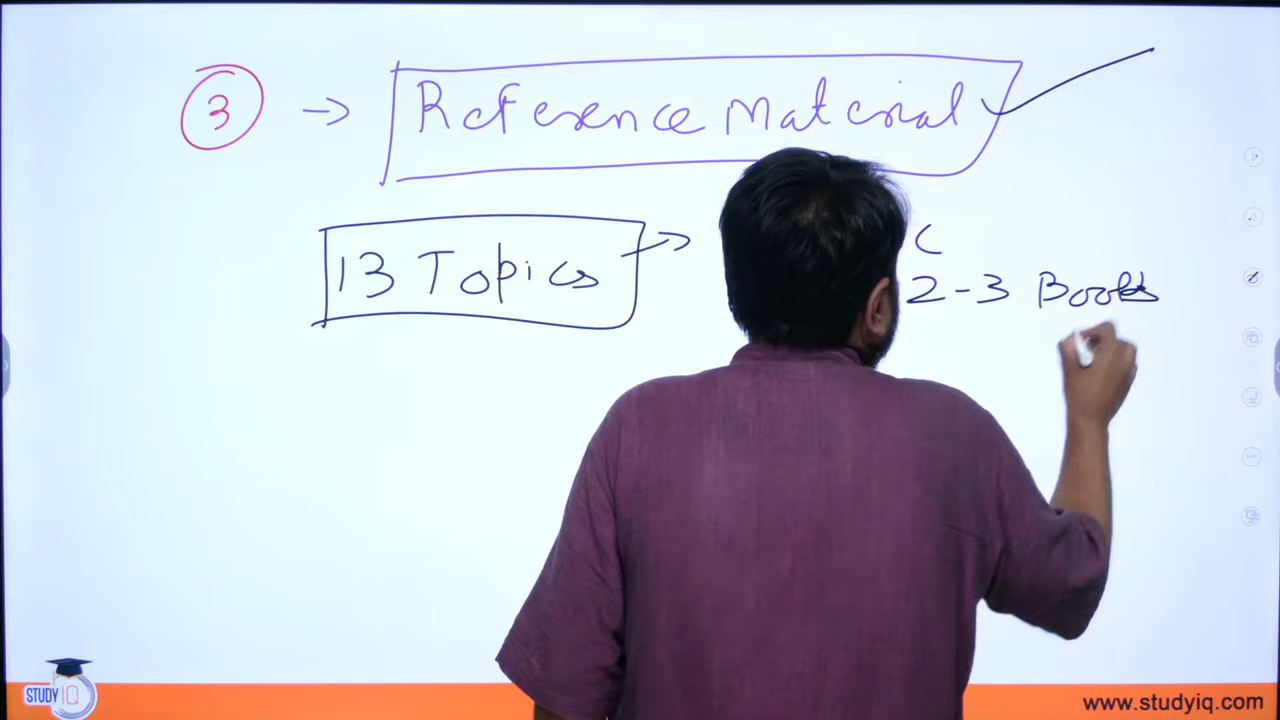 3 → Reference Material
13 Topics →
2-3 Books
STUDY IQ
www.studyiq.com